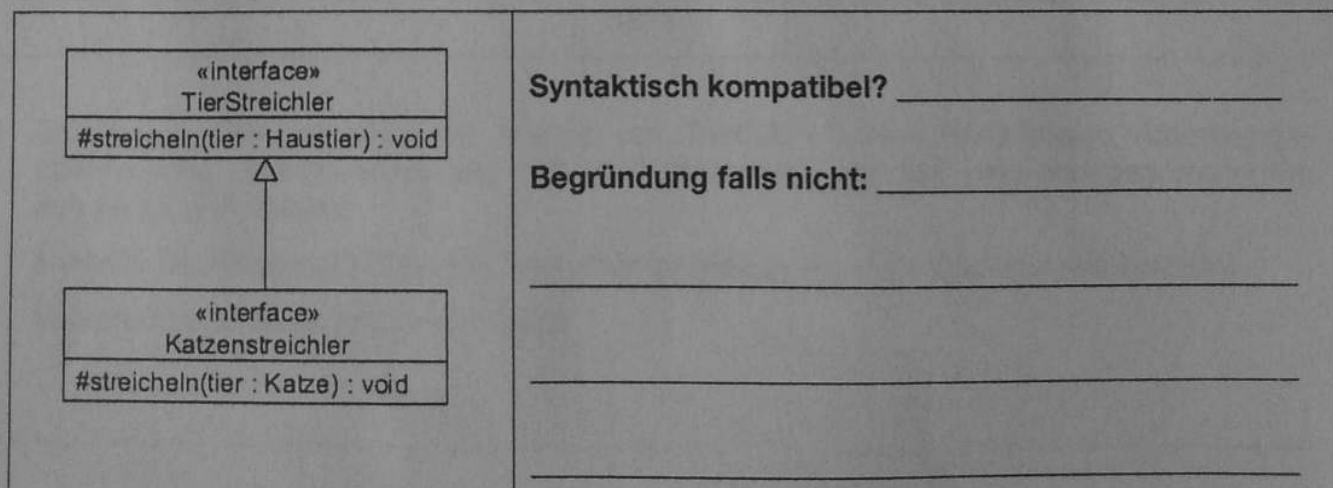 «interface»
TierStreichler
#streicheln(tier : Haustier) : void
«interface»
Katzenstreichler
#streicheln(tier : Katze) : void
Syntaktisch kompatibel?
Begründung falls nicht: